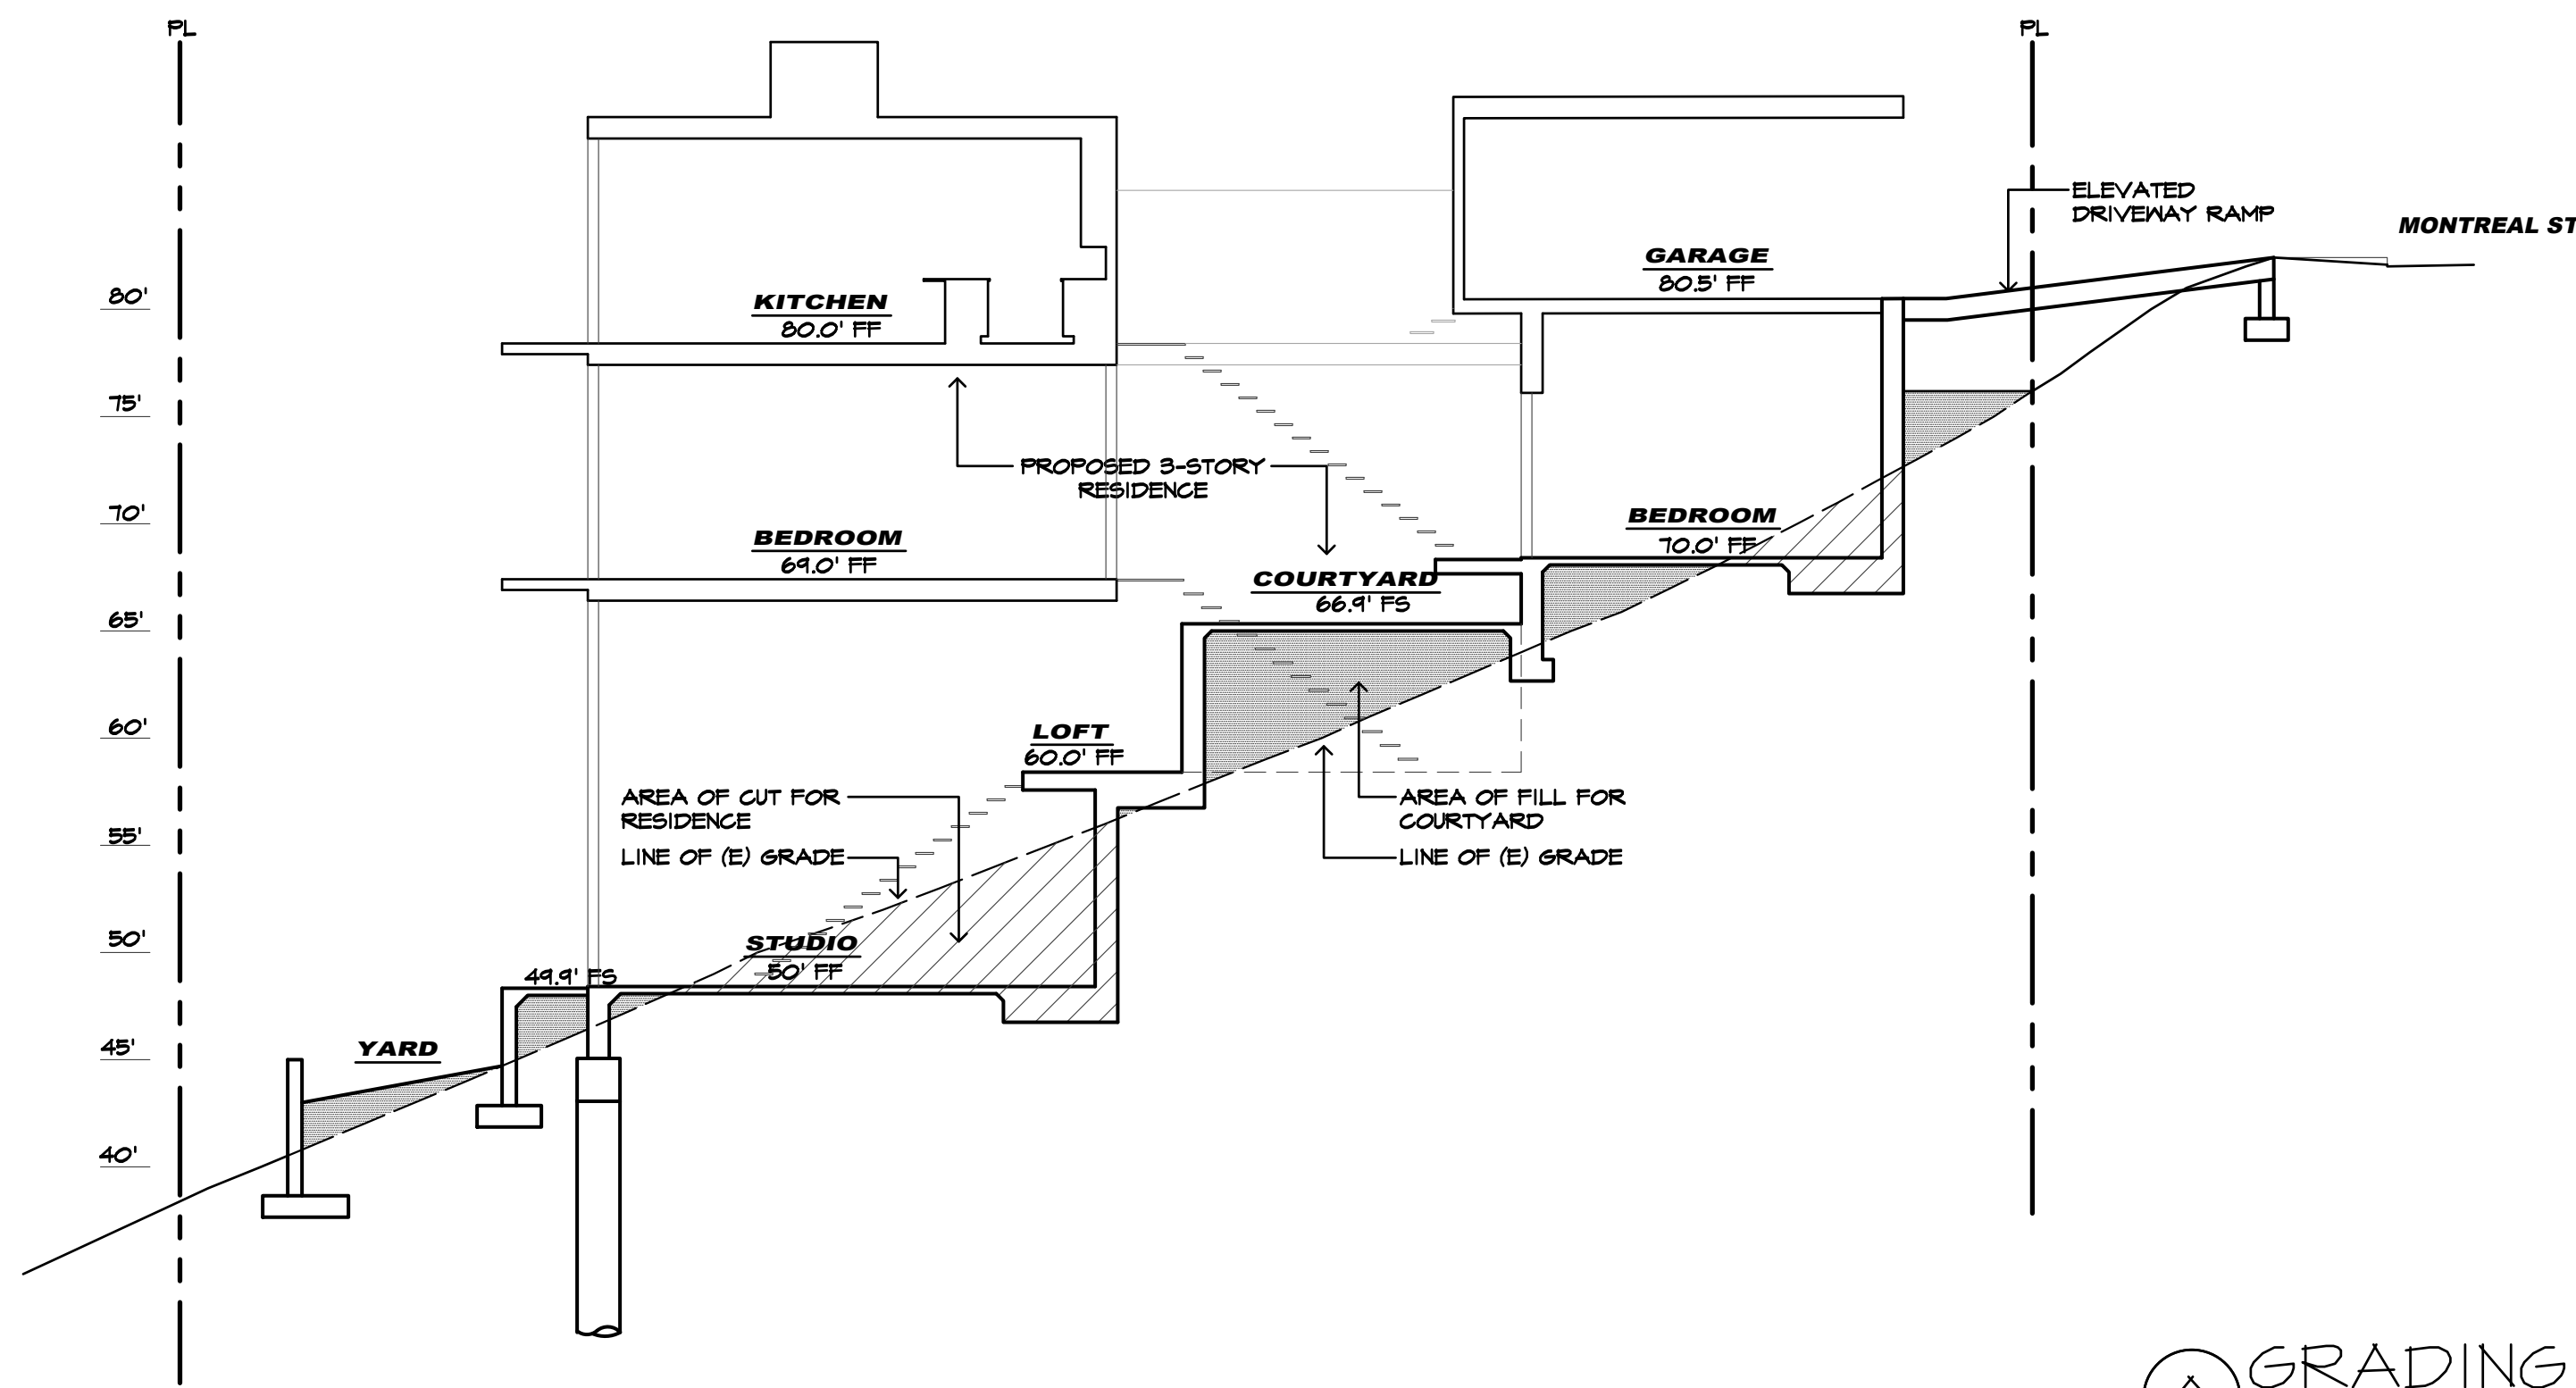 PL
PL
ELEVATED
DRIVEWAY RAMP
MONTREAL ST
GARAGE
80.5' FF
80'
KITCHEN
80.0' FF
75'
PROPOSED 3-STORY
RESIDENCE
70'
BEDROOM
70.0' FF
BEDROOM
69.0' FF
COURTYARD
66.9' FS
65'
60'
LOFT
60.0' FF
AREA OF CUT FOR
RESIDENCE
LINE OF (E) GRADE
AREA OF FILL FOR
COURTYARD
LINE OF (E) GRADE
55'
50'
STUDIO
50' FF
49.9' FS
45'
YARD
40'
GRADING